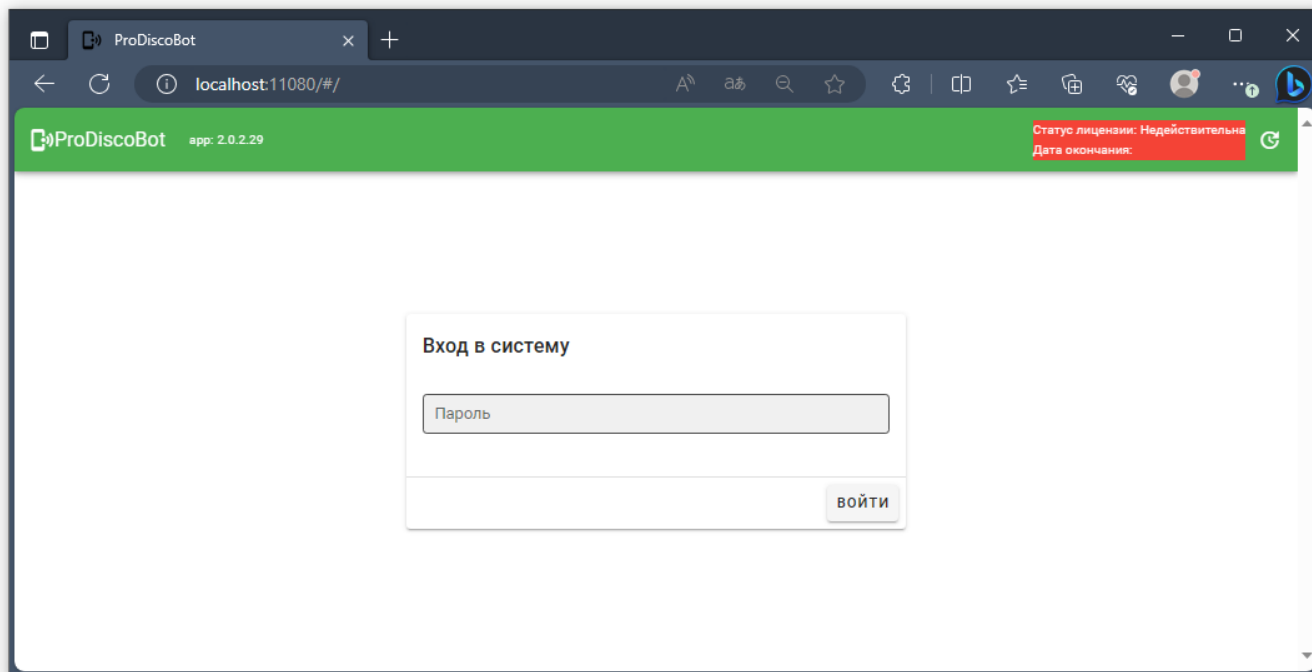 ProDiscoBot
localhost:11080/#/
ProDiscoBot app: 2.0.2.29
Статус лицензии: Недействительна
Дата окончания:
Вход в систему
Пароль
ВОЙТИ